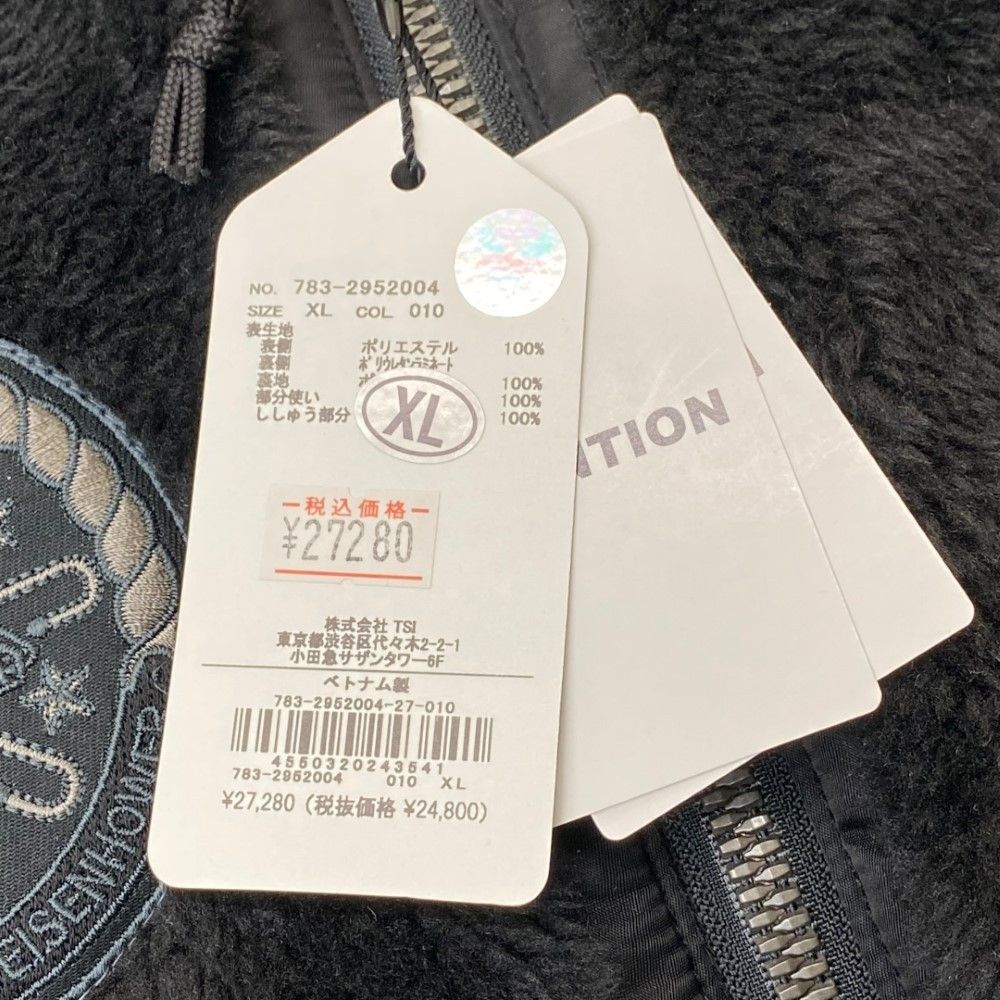 NO. 783-2952004
SIZE XL COL 010
表生地
表側 ポリエステル 100%
裏側 ポリウレタンラミネート
裏地 100%
部分使い 100%
ししゅう部分 100%
XL
税込価格
¥27280
株式会社 TSI
東京都渋谷区代々木2-2-1
小田急サザンタワー6F
ベトナム製
783-2952004-27-010
4550320243541
783-2952004 010 XL
¥27,280 (税抜価格 ¥24,800)
NTION
EISENHOWER